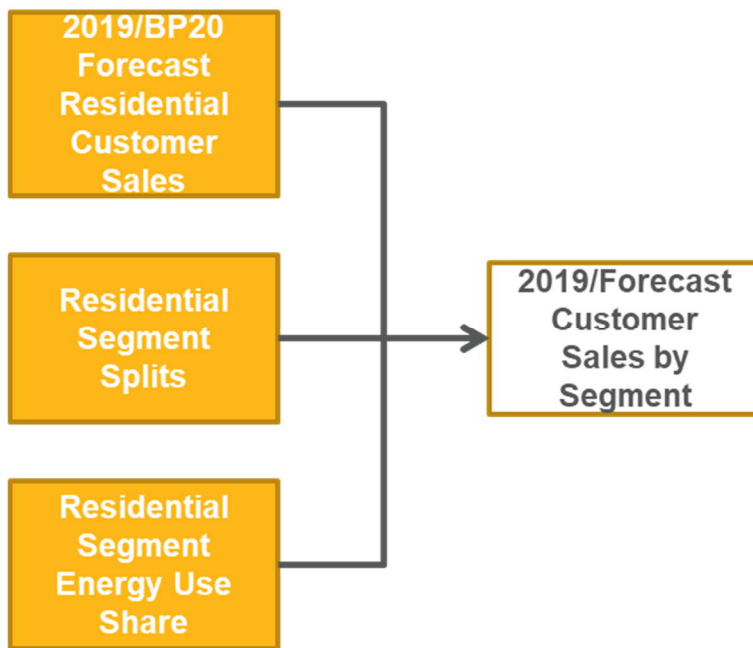 2019/BP20
Forecast
Residential
Customer
Sales
Residential
Segment
Splits
Residential
Segment
Energy Use
Share
2019/Forecast
Customer
Sales by
Segment